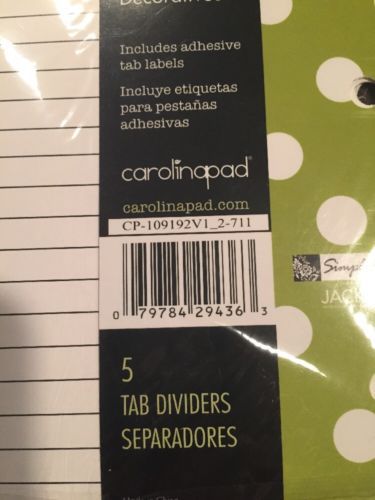 Includes adhesive
tab labels
Incluye etiquetas
para pestañas
adhesivas
carolinapad®
carolinapad.com
CP-109192V1_2-711
0 79784 29436 3
5
TAB DIVIDERS
SEPARADORES